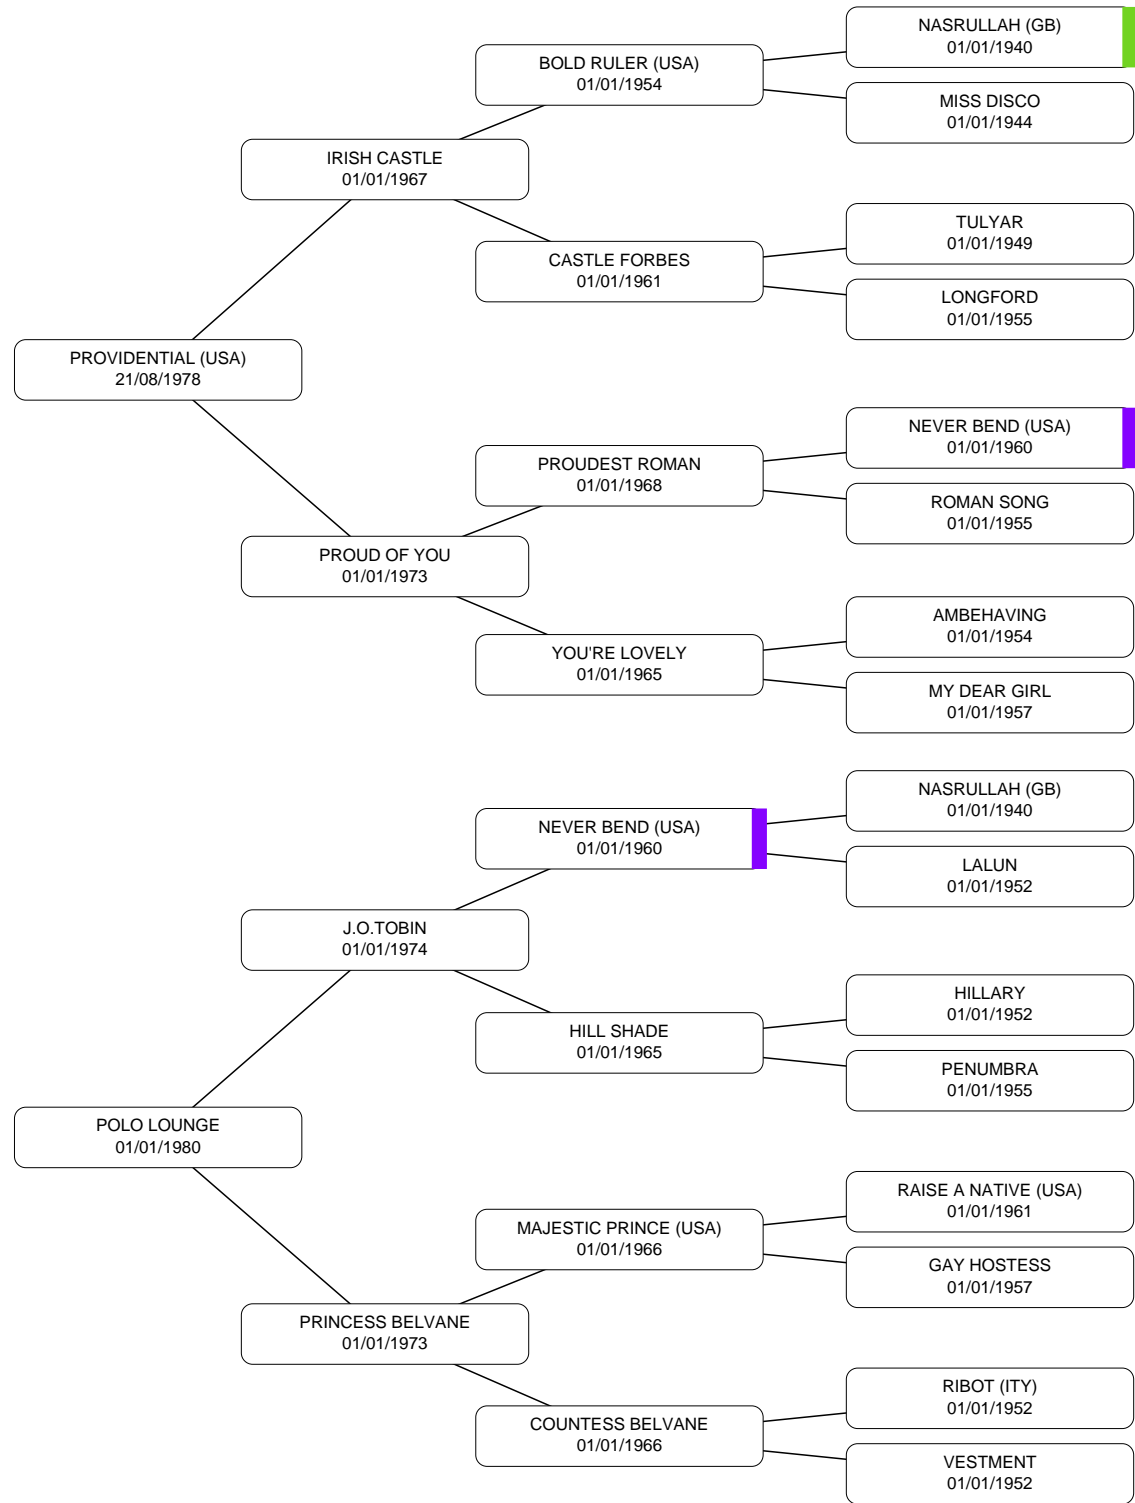 NASRULLAH (GB)
01/01/1940
BOLD RULER (USA)
01/01/1954
MISS DISCO
01/01/1944
IRISH CASTLE
01/01/1967
TULYAR
01/01/1949
CASTLE FORBES
01/01/1961
LONGFORD
01/01/1955
PROVIDENTIAL (USA)
21/08/1978
NEVER BEND (USA)
01/01/1960
PROUDEST ROMAN
01/01/1968
ROMAN SONG
01/01/1955
PROUD OF YOU
01/01/1973
AMBEHAVING
01/01/1954
YOU'RE LOVELY
01/01/1965
MY DEAR GIRL
01/01/1957
NASRULLAH (GB)
01/01/1940
NEVER BEND (USA)
01/01/1960
LALUN
01/01/1952
J.O.TOBIN
01/01/1974
HILLARY
01/01/1952
HILL SHADE
01/01/1965
PENUMBRA
01/01/1955
POLO LOUNGE
01/01/1980
RAISE A NATIVE (USA)
01/01/1961
MAJESTIC PRINCE (USA)
01/01/1966
GAY HOSTESS
01/01/1957
PRINCESS BELVANE
01/01/1973
RIBOT (ITY)
01/01/1952
COUNTESS BELVANE
01/01/1966
VESTMENT
01/01/1952